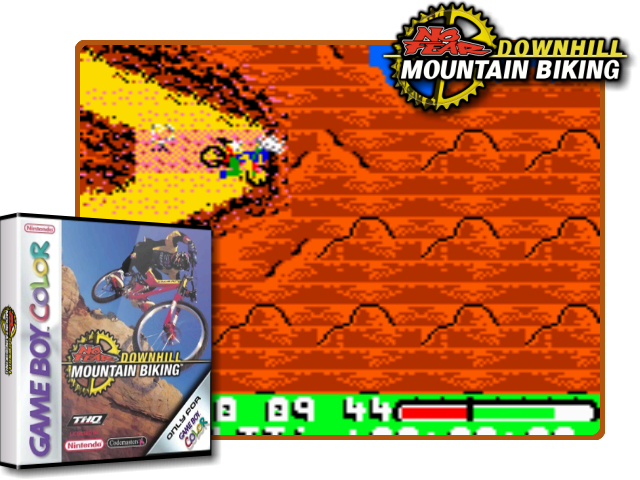 NO FEAR
DOWNHILL
MOUNTAIN BIKING
Nintendo
GAME BOY COLOR
NO FEAR
DOWNHILL
MOUNTAIN BIKING
THQ
Nintendo
Codemasters
ONLY FOR
GAME BOY
COLOR
0 09 44